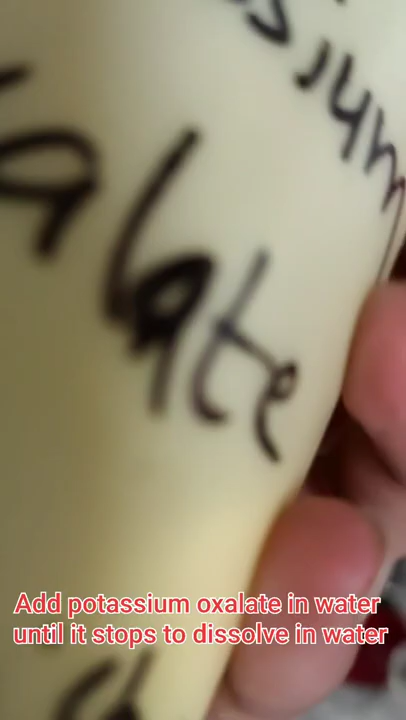 ssium
alate
Add potassium oxalate in water
until it stops to dissolve in water